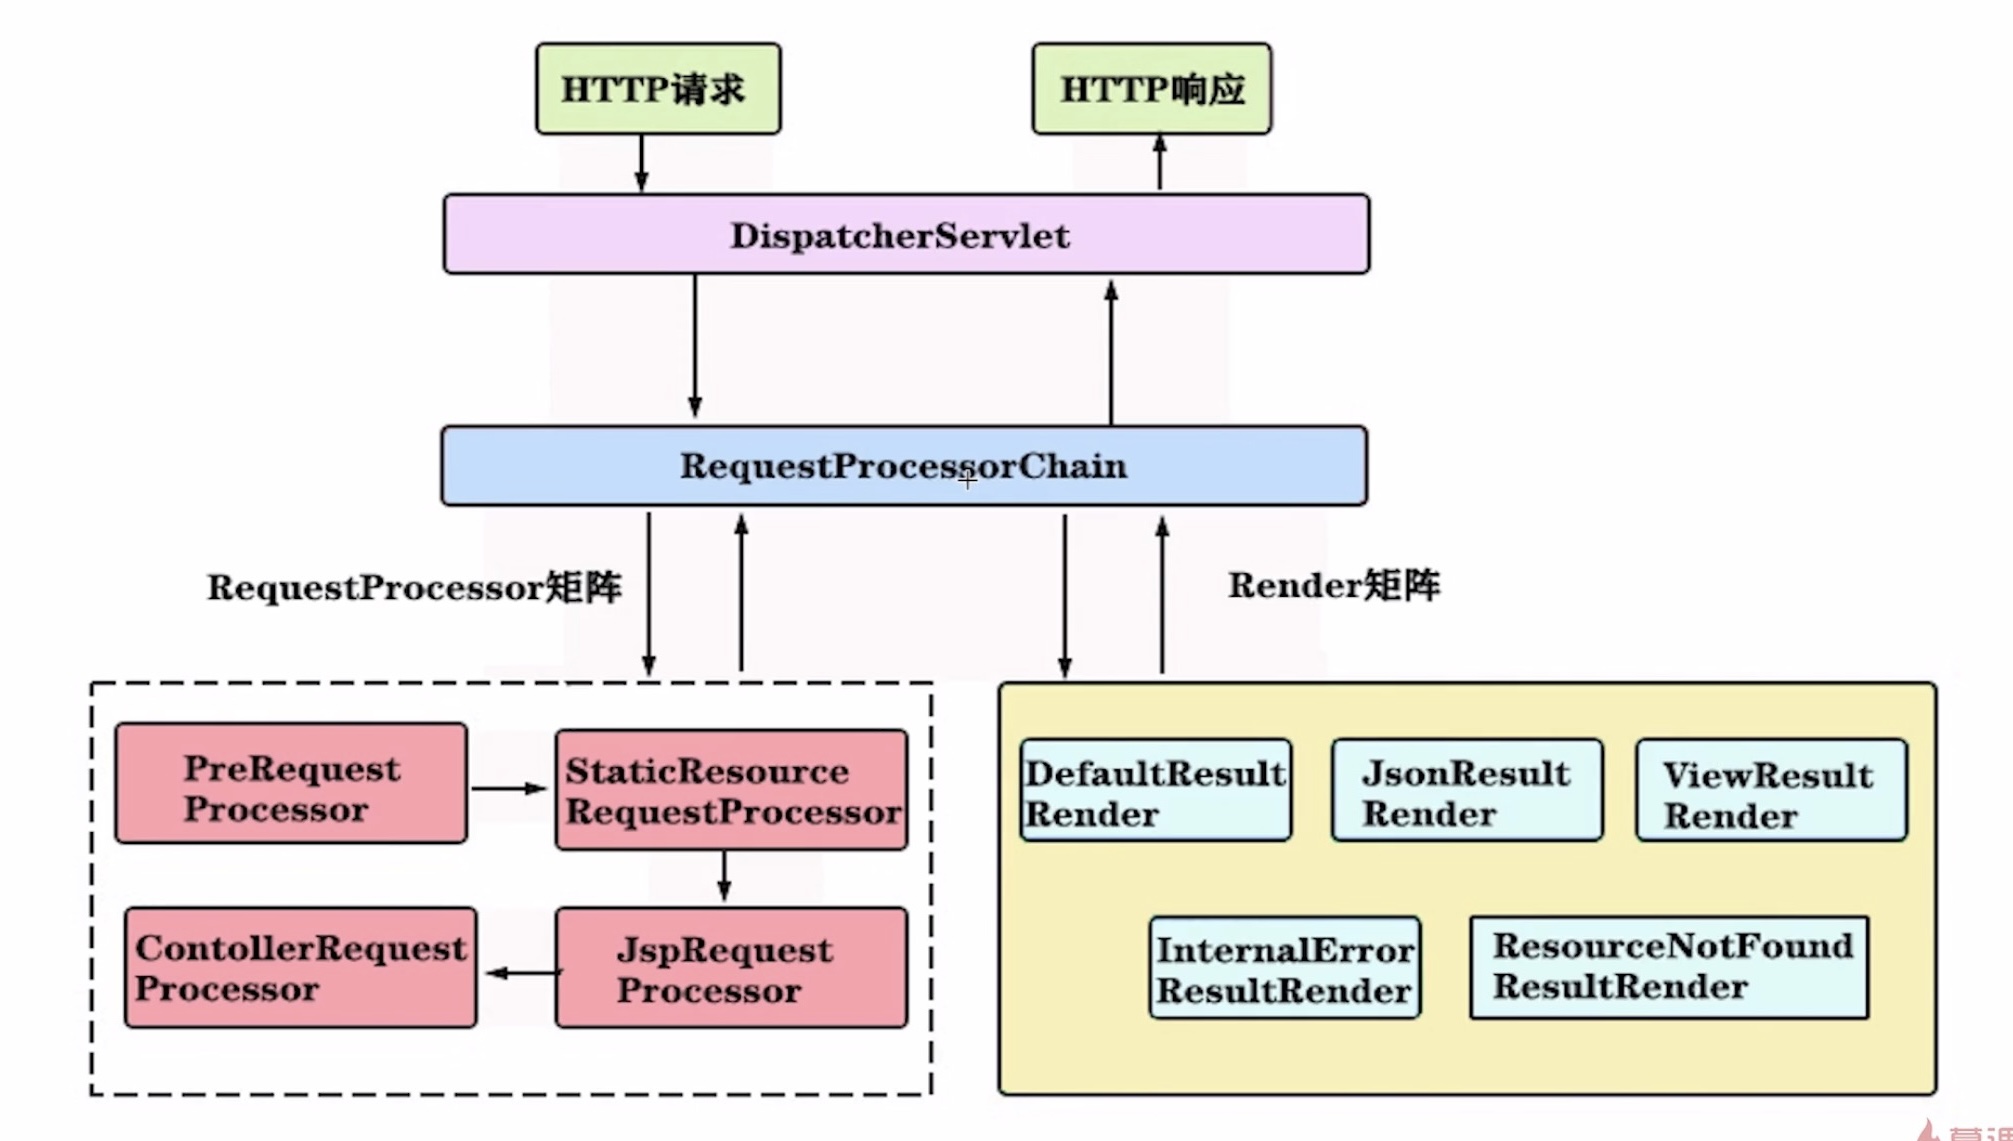 HTTP请求
HTTP响应
DispatcherServlet
RequestProcessorChain
RequestProcessor矩阵
Render矩阵
PreRequest
Processor
StaticResource
RequestProcessor
ContollerRequest
Processor
JspRequest
Processor
DefaultResult
Render
JsonResult
Render
ViewResult
Render
InternalError
ResultRender
ResourceNotFound
ResultRender